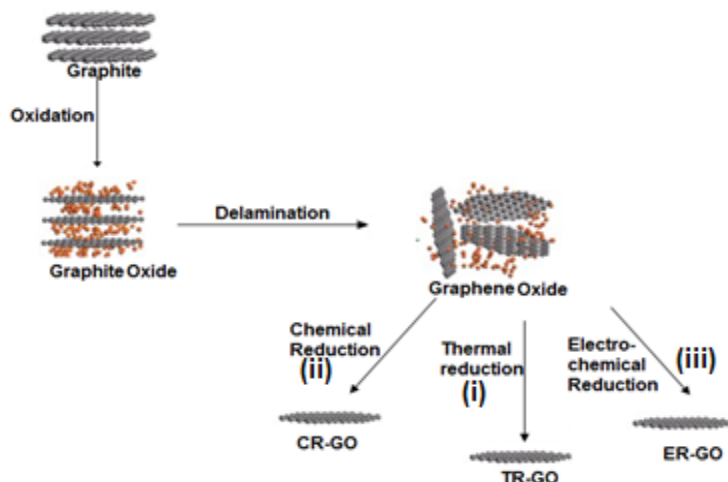 Graphite
Oxidation
Delamination
Graphite Oxide
Graphene Oxide
Chemical
Reduction
(ii)
Thermal
reduction
(i)
Electro-
chemical
Reduction
(iii)
CR-GO
TR-GO
ER-GO